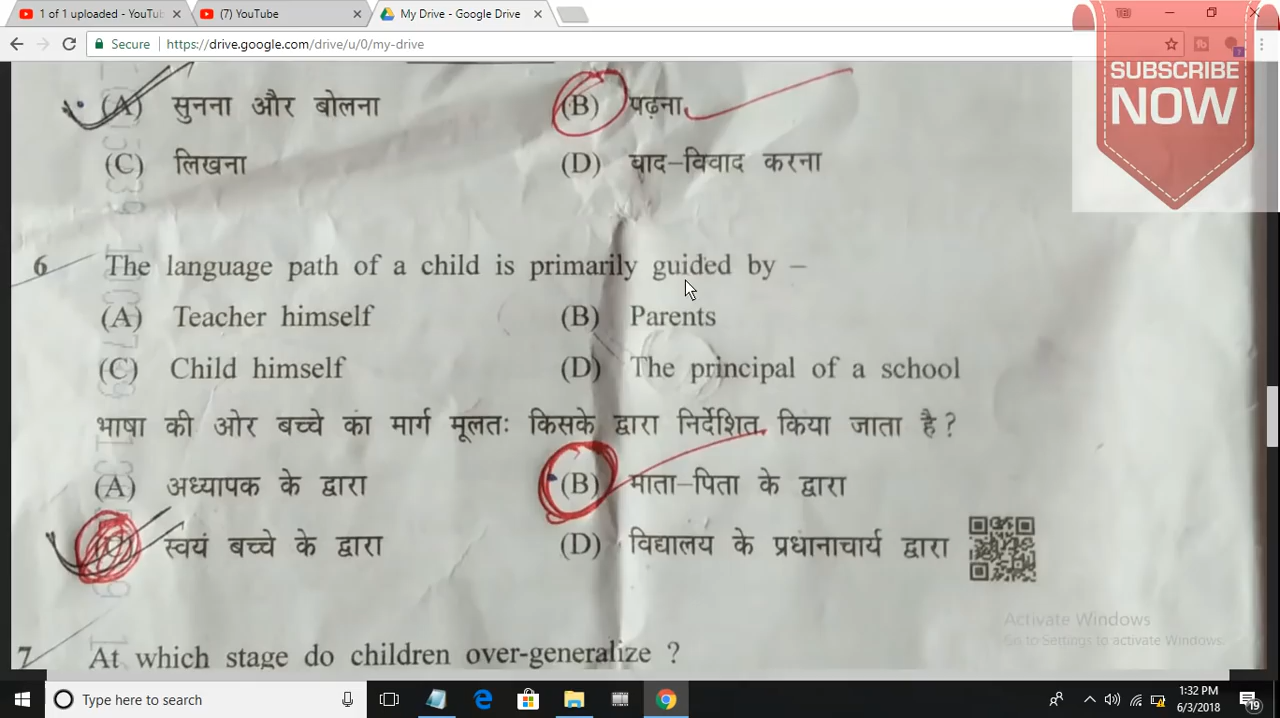 1 of 1 uploaded - YouTub
(7) YouTube
My Drive - Google Drive
Secure https://drive.google.com/drive/u/0/my-drive
SUBSCRIBE
NOW
(A) सुनना और बोलना (B) पढ़ना
(C) लिखना (D) वाद-विवाद करना
6 The language path of a child is primarily guided by –
(A) Teacher himself (B) Parents
(C) Child himself (D) The principal of a school
भाषा की ओर बच्चे का मार्ग मूलतः किसके द्वारा निर्देशित किया जाता है ?
(A) अध्यापक के द्वारा (B) माता-पिता के द्वारा
स्वयं बच्चे के द्वारा (D) विद्यालय के प्रधानाचार्य द्वारा
7 At which stage do children over-generalize ?
Activate Windows
Go to Settings to activate Windows.
Type here to search
1:32 PM
6/3/2018
19